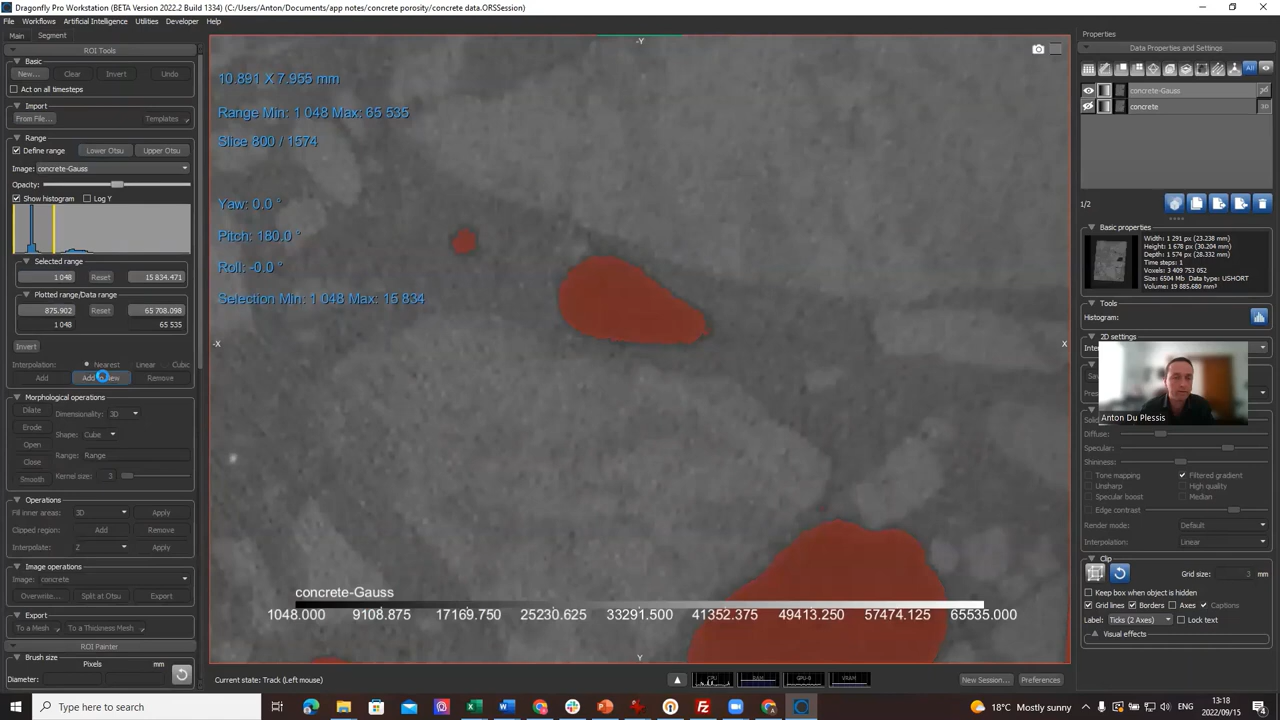 Dragonfly Pro Workstation (BETA Version 2022.2 Build 1334) (C:/Users/Anton/Documents/app notes/concrete porosity/concrete data.ORSSession)
File Workflows Artificial Intelligence Utilities Developer Help
Main Segment
ROI Tools
Basic
New... Clear Invert Undo
Act on all timesteps
Import
From File... Templates
Range
Define range Lower Otsu Upper Otsu
Image: concrete-Gauss
Opacity:
Show histogram Log Y
Selected range
1 048 Reset 15 834.471
Plotted range/Data range
875.902 Reset 65 708.098
1 048 65 535
Invert
Interpolation: Nearest Linear Cubic
Add Remove
Morphological operations
Dilate Dimensionality: 3D
Erode
Shape: Cube
Open
Range: Range
Close
Kernel size: 3
Smooth
Operations
Fill inner areas: 3D Apply
Clipped region: Add Remove
Interpolate: Z Apply
Image operations
Image: concrete
Overwrite... Split at Otsu Export
Export
To a Mesh To a Thickness Mesh
ROI Painter
Brush size
Pixels mm
Diameter:
-Y
10.891 X 7.955 mm
Range Min: 1 048 Max: 65 535
Slice 800 / 1574
Yaw: 0.0 °
Pitch: 180.0 °
Roll: -0.0 °
Selection Min: 1 048 Max: 15 834
-X X
concrete-Gauss
1048.000 9108.875 17169.750 25230.625 33291.500 41352.375 49413.250 57474.125 65535.000
Y
Current state: Track (Left mouse)
CPU RAM GPU-0 VRAM
New Session... Preferences
Properties
Data Properties and Settings
concrete-Gauss
concrete 3D
1/2
Basic properties
Width: 1 291 px (23.238 mm)
Height: 1 678 px (30.204 mm)
Depth: 1 574 px (28.332 mm)
Time steps: 1
Voxels: 3 409 753 052
Size: 6504 Mb Data type: USHORT
Volume: 19 885.680 mm³
Tools
Histogram:
2D settings
Anton Du Plessis
Diffuse:
Specular:
Shininess:
Tone mapping Filtered gradient
Unsharp High quality
Specular boost Median
Edge contrast
Render mode: Default
Interpolation: Linear
Clip
Grid size: 3 mm
Keep box when object is hidden
Grid lines Borders Axes Captions
Label: Ticks (2 Axes) Lock text
Visual effects
Type here to search
18°C Mostly sunny
ENG
13:18
2022/09/15